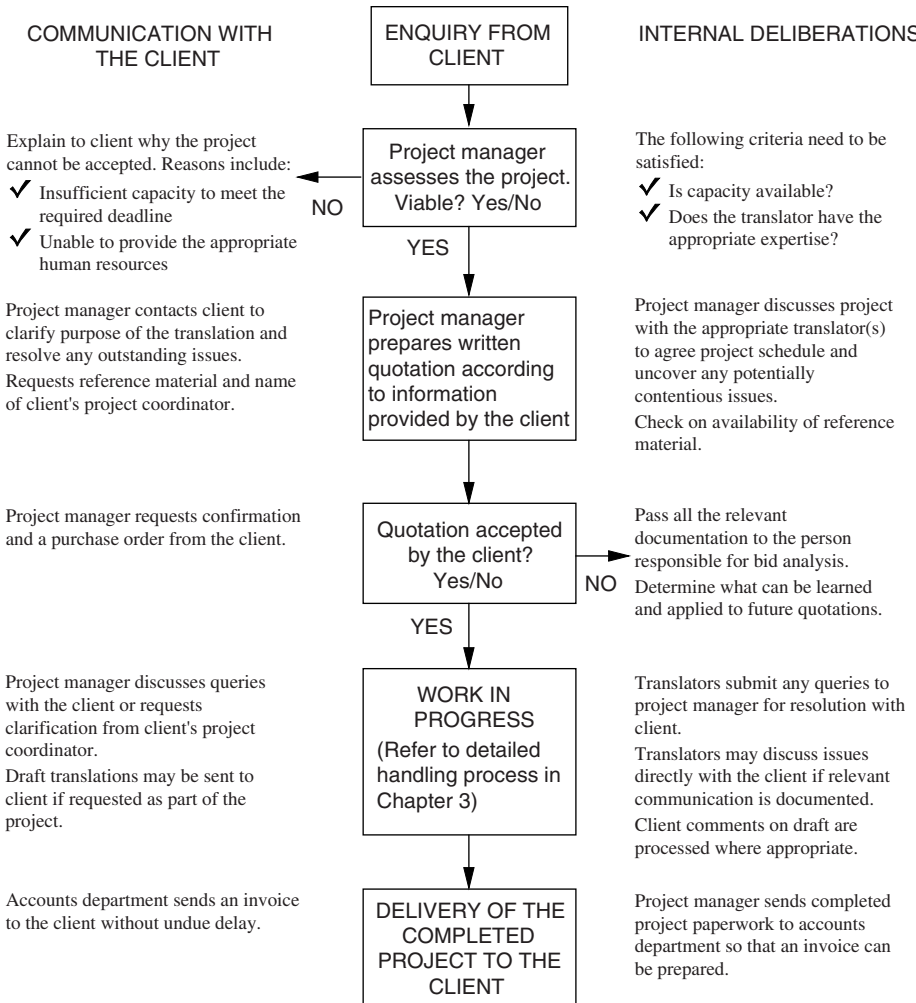 COMMUNICATION WITH
THE CLIENT
ENQUIRY FROM
CLIENT
INTERNAL DELIBERATIONS
Explain to client why the project
cannot be accepted. Reasons include:
✓ Insufficient capacity to meet the
required deadline
✓ Unable to provide the appropriate
human resources
NO
Project manager
assesses the project.
Viable? Yes/No
YES
The following criteria need to be
satisfied:
✓ Is capacity available?
✓ Does the translator have the
appropriate expertise?
Project manager contacts client to
clarify purpose of the translation and
resolve any outstanding issues.
Requests reference material and name
of client's project coordinator.
Project manager
prepares written
quotation according
to information
provided by the client
Project manager discusses project
with the appropriate translator(s)
to agree project schedule and
uncover any potentially
contentious issues.
Check on availability of reference
material.
Project manager requests confirmation
and a purchase order from the client.
Quotation accepted
by the client?
Yes/No
NO
YES
Pass all the relevant
documentation to the person
responsible for bid analysis.
Determine what can be learned
and applied to future quotations.
Project manager discusses queries
with the client or requests
clarification from client's project
coordinator.
Draft translations may be sent to
client if requested as part of the
project.
WORK IN
PROGRESS
(Refer to detailed
handling process in
Chapter 3)
Translators submit any queries to
project manager for resolution with
client.
Translators may discuss issues
directly with the client if relevant
communication is documented.
Client comments on draft are
processed where appropriate.
Accounts department sends an invoice
to the client without undue delay.
DELIVERY OF THE
COMPLETED
PROJECT TO THE
CLIENT
Project manager sends completed
project paperwork to accounts
department so that an invoice can
be prepared.